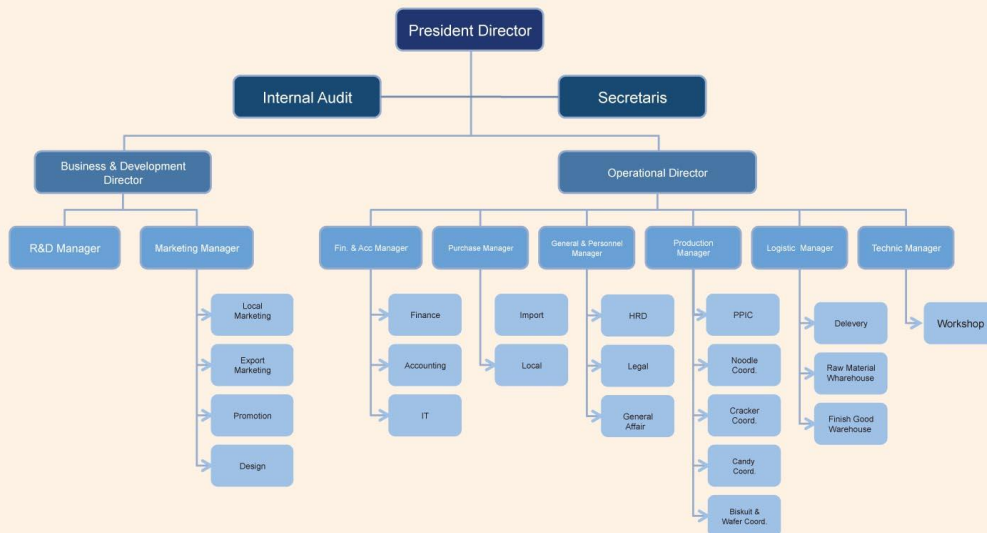 President Director
Internal Audit
Secretaris
Business & Development
Director
Operational Director
R&D Manager
Marketing Manager
Fin. & Acc Manager
Purchase Manager
General & Personnel
Manager
Production
Manager
Logistic Manager
Technic Manager
Local
Marketing
Export
Marketing
Promotion
Design
Finance
Accounting
IT
Import
Local
HRD
Legal
General
Affair
PPIC
Noodle
Coord.
Cracker
Coord.
Candy
Coord.
Biskuit &
Wafer Coord.
Delevery
Raw Material
Wharehouse
Finish Good
Warehouse
Workshop